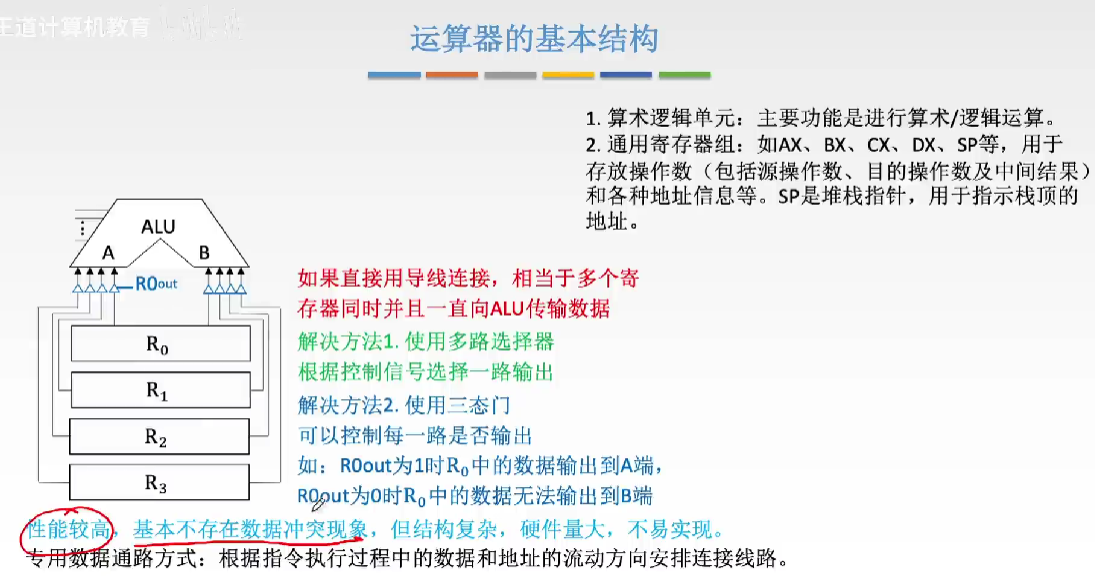 王道计算机教育
运算器的基本结构
1. 算术逻辑单元：主要功能是进行算术/逻辑运算。
2. 通用寄存器组：如AX、BX、CX、DX、SP等，用于
存放操作数（包括源操作数、目的操作数及中间结果）
和各种地址信息等。SP是堆栈指针，用于指示栈顶的
地址。
ALU
A
B
R0out
R0
R1
R2
R3
如果直接用导线连接，相当于多个寄
存器同时并且一直向ALU传输数据
解决方法1. 使用多路选择器
根据控制信号选择一路输出
解决方法2. 使用三态门
可以控制每一路是否输出
如：R0out为1时R0中的数据输出到A端，
R0out为0时R0中的数据无法输出到B端
性能较高，基本不存在数据冲突现象，但结构复杂，硬件量大，不易实现。
专用数据通路方式：根据指令执行过程中的数据和地址的流动方向安排连接线路。